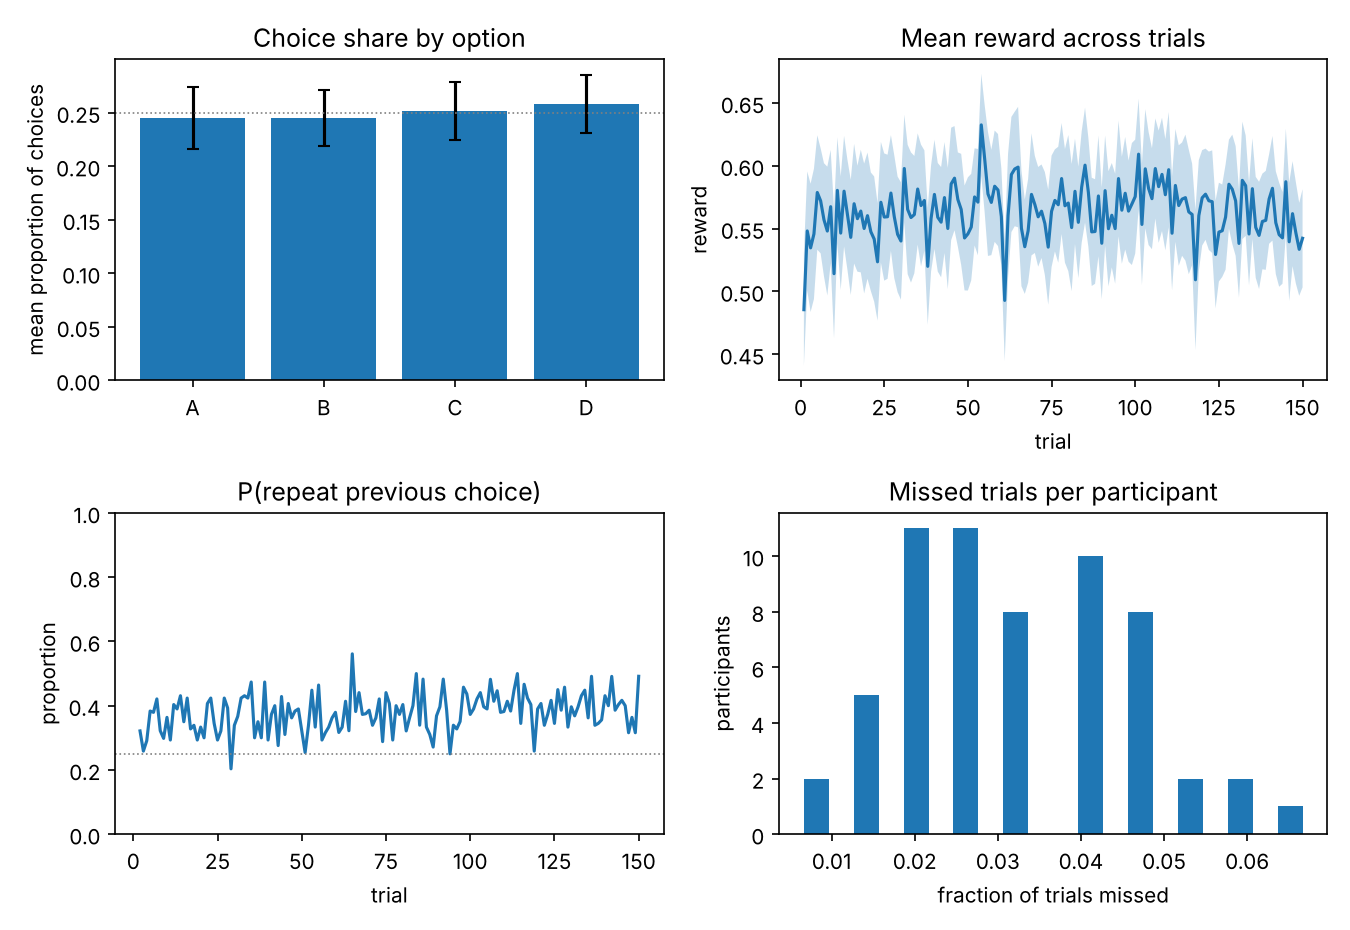 Choice share by option
mean proportion of choices
0.25
0.20
0.15
0.10
0.05
0.00
A B C D
Mean reward across trials
reward
0.65
0.60
0.55
0.50
0.45
0 25 50 75 100 125 150
trial
P(repeat previous choice)
proportion
1.0
0.8
0.6
0.4
0.2
0.0
0 25 50 75 100 125 150
trial
Missed trials per participant
participants
10
8
6
4
2
0
0.01 0.02 0.03 0.04 0.05 0.06
fraction of trials missed